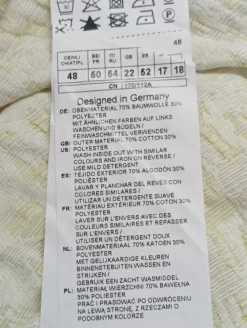 48
DE/NL/CH/AT/PL
BE/FR
IT/RU
GB
ES
48 50 54 22 52 17 18
CN 170/112A
Designed in Germany
DE: OBERMATERIAL 70% BAUMWOLLE 30%
POLYESTER
MIT ÄHNLICHEN FARBEN AUF LINKS
WASCHEN UND BÜGELN /
FEINWASCHMITTEL VERWENDEN
GB: OUTER MATERIAL 70% COTTON 30%
US: POLYESTER
WASH INSIDE OUT WITH SIMILAR
COLOURS AND IRON ON REVERSE /
USE MILD DETERGENT
ES: TEJIDO EXTERIOR 70% ALGODÓN 30%
POLIÉSTER
LAVAR Y PLANCHAR DEL REVÉS CON
COLORES SIMILARES /
UTILIZAR UN DETERGENTE SUAVE
FR: MATÉRIAU EXTÉRIEUR 70% COTON 30%
POLYESTER
LAVER SUR L'ENVERS AVEC DES
COULEURS SIMILAIRES ET REPASSER
SUR L'ENVERS /
UTILISER UN DÉTERGENT DOUX
NL: BOVENMATERIAAL 70% KATOEN 30%
POLYESTER
MET GELIJKAARDIGE KLEUREN
BINNENSTEBUITEN WASSEN EN
STRIJKEN /
GEBRUIK EEN ZACHT WASMIDDEL
PL: MATERIAŁ WIERZCHNI 70% BAWEŁNA
30% POLIESTER
PRAĆ I PRASOWAĆ PO ODWRÓCENIU
NA LEWĄ STRONĘ, Z RZECZAMI O
PODOBNYM KOLORZE